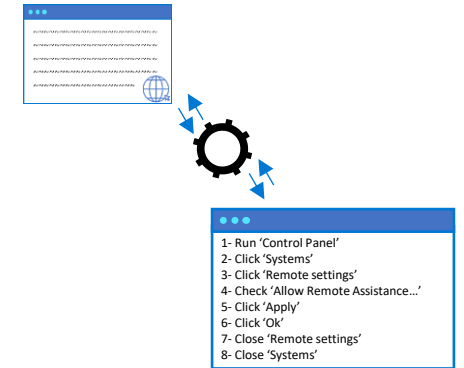 1- Run ‘Control Panel’
2- Click ‘Systems’
3- Click ‘Remote settings’
4- Check ‘Allow Remote Assistance…’
5- Click ‘Apply’
6- Click ‘Ok’
7- Close ‘Remote settings’
8- Close ‘Systems’